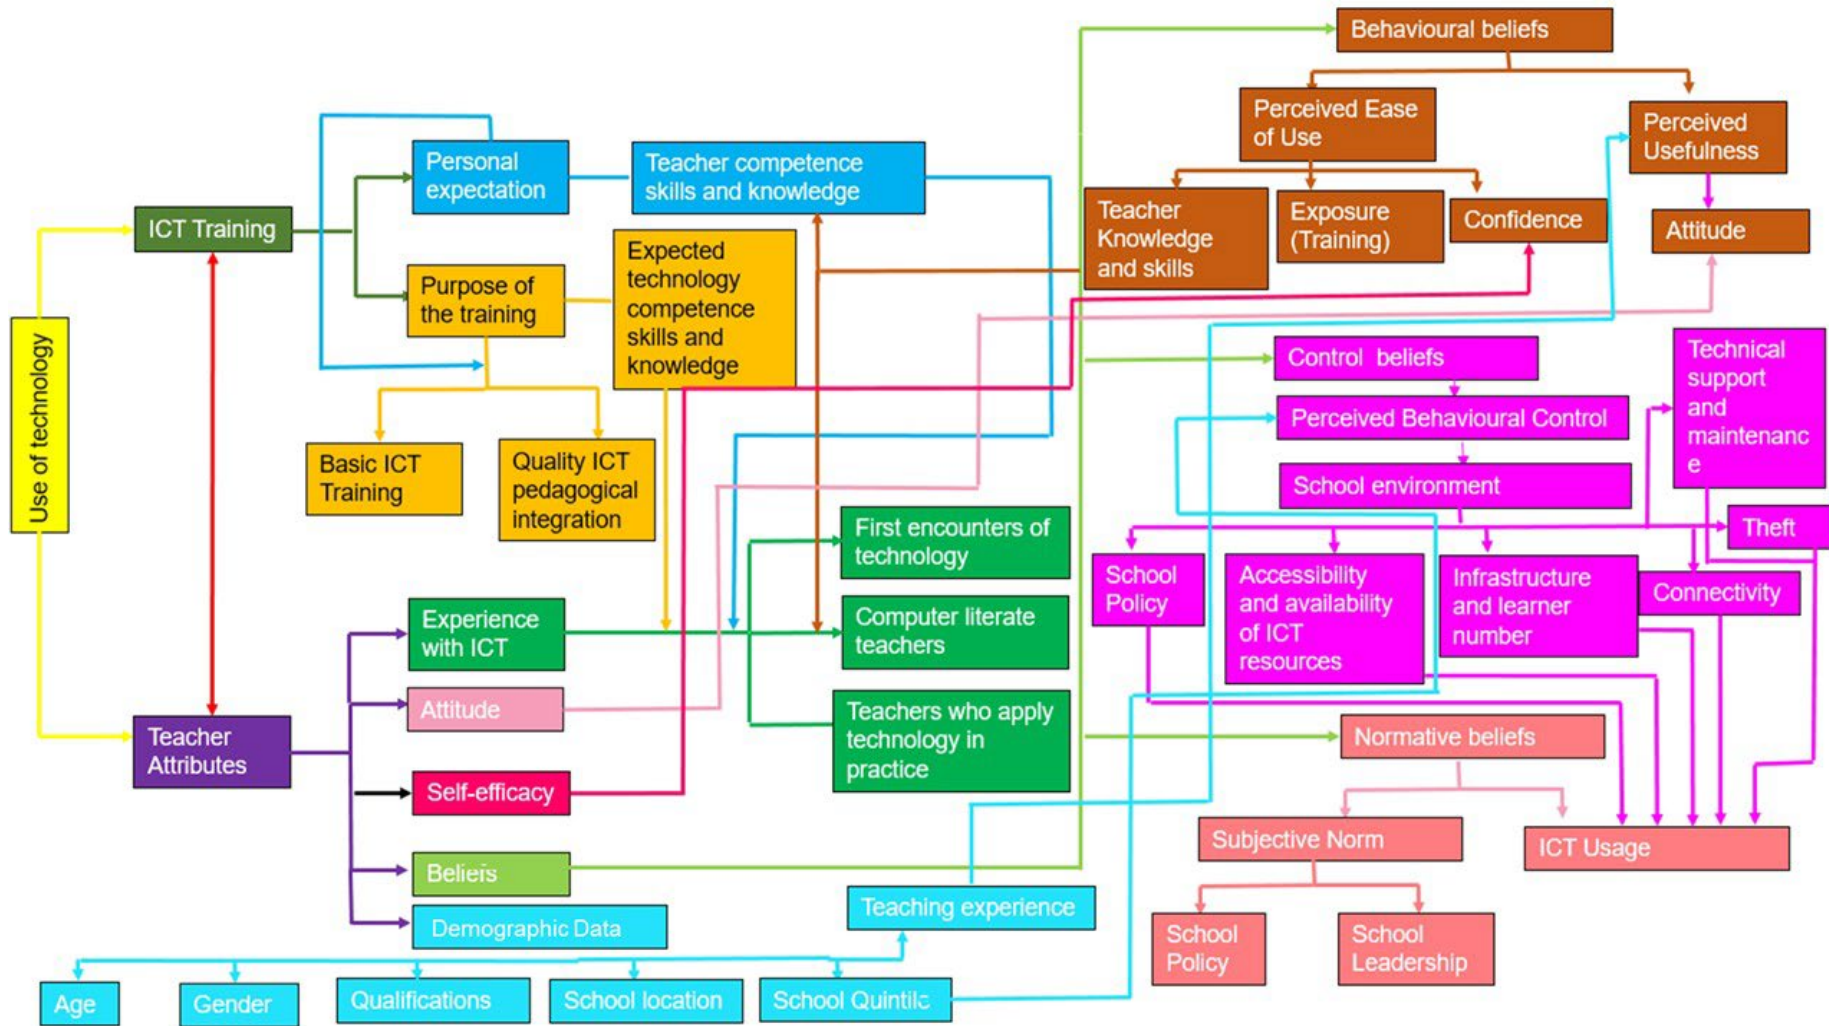 Behavioural beliefs
Perceived Ease
of Use
Perceived
Usefulness
Personal
expectation
Teacher competence
skills and knowledge
ICT Training
Teacher
Knowledge
and skills
Exposure
(Training)
Confidence
Attitude
Purpose of
the training
Expected
technology
competence
skills and
knowledge
Use of technology
Control beliefs
Technical
support
and
maintenanc
e
Perceived Behavioural Control
School environment
Basic ICT
Training
Quality ICT
pedagogical
integration
First encounters of
technology
Theft
School
Policy
Accessibility
and availability
of ICT
resources
Infrastructure
and learner
number
Connectivity
Experience
with ICT
Computer literate
teachers
Attitude
Teachers who apply
technology in
practice
Teacher
Attributes
Normative beliefs
Self-efficacy
Subjective Norm
ICT Usage
Beliefs
Teaching experience
Demographic Data
School
Policy
School
Leadership
Age
Gender
Qualifications
School location
School Quintile